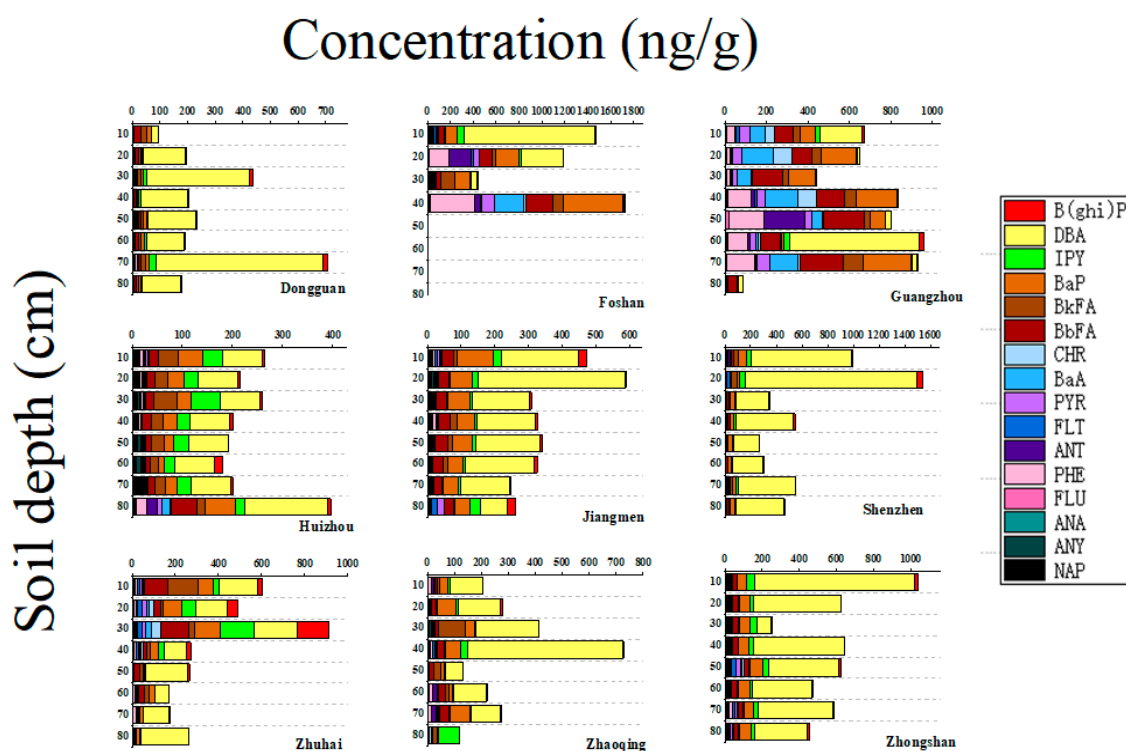 Concentration (ng/g)
Soil depth (cm)
0 100 200 300 400 500 600 700
10
20
30
40
50
60
70
80
Dongguan
0 200 400 600 800 1000 1200 1400 1600 1800
10
20
30
40
50
60
70
80
Foshan
0 200 400 600 800 1000
10
20
30
40
50
60
70
80
Guangzhou
0 100 200 300 400
10
20
30
40
50
60
70
80
Huizhou
0 100 200 300 400 500 600
10
20
30
40
50
60
70
80
Jiangmen
0 200 400 600 800 1000 1200 1400 1600
10
20
30
40
50
60
70
80
Shenzhen
0 200 400 600 800 1000
10
20
30
40
50
60
70
80
Zhuhai
0 100 200 300 400 500 600 700 800
10
20
30
40
50
60
70
80
Zhaoqing
0 200 400 600 800 1000
10
20
30
40
50
60
70
80
Zhongshan
B(ghi)P
DBA
IPY
BaP
BkFA
BbFA
CHR
BaA
PYR
FLT
ANT
PHE
FLU
ANA
ANY
NAP